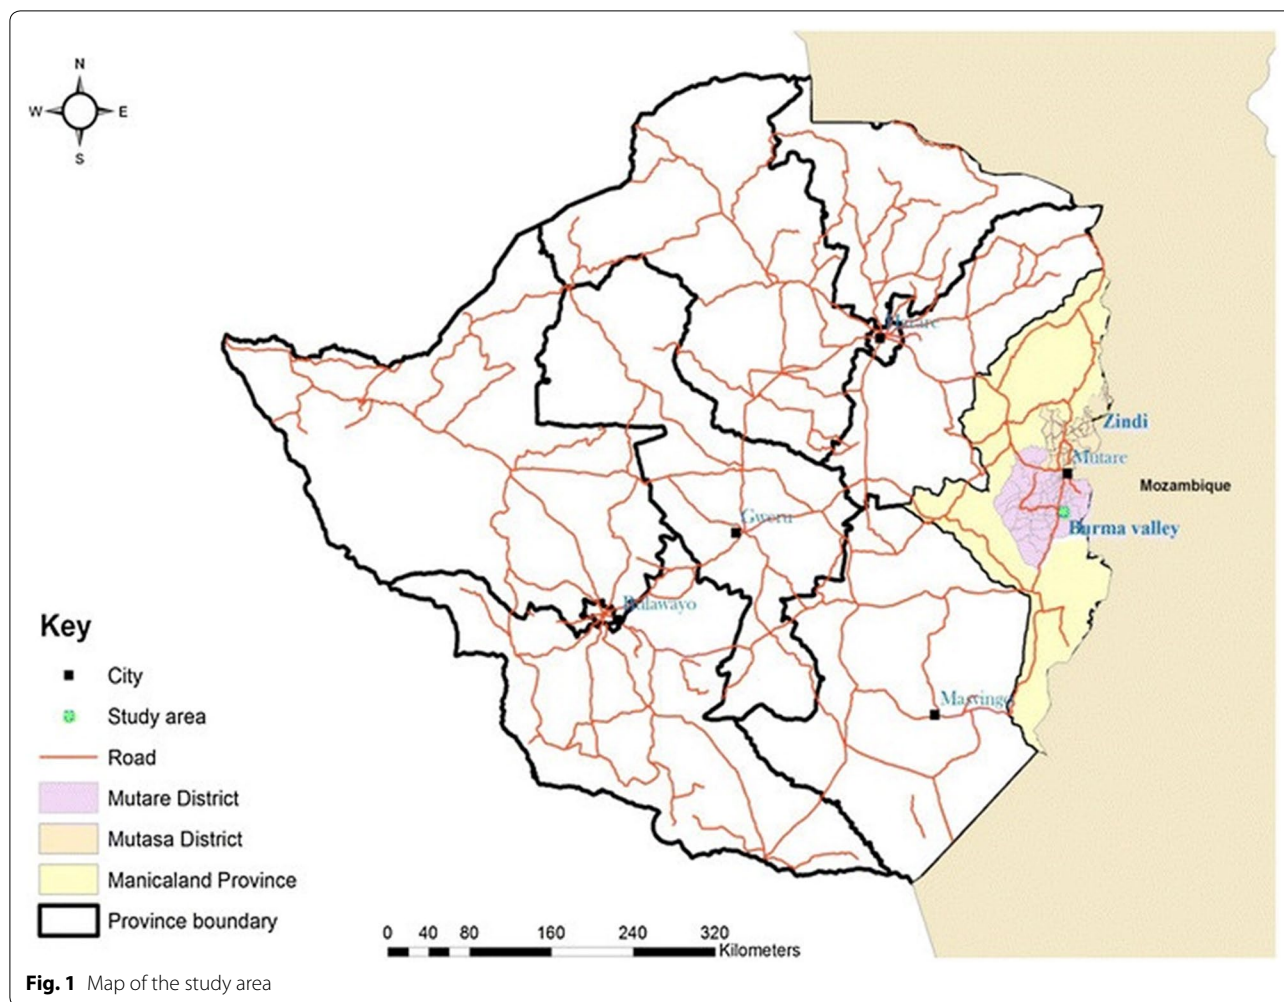 N
W E
S
Harare
Zindi
Mutare
Mozambique
Gweru
Burma valley
Bulawayo
Masvingo
Key
City
Study area
Road
Mutare District
Mutasa District
Manicaland Province
Province boundary
0 40 80 160 240 320
Kilometers
Fig. 1 Map of the study area